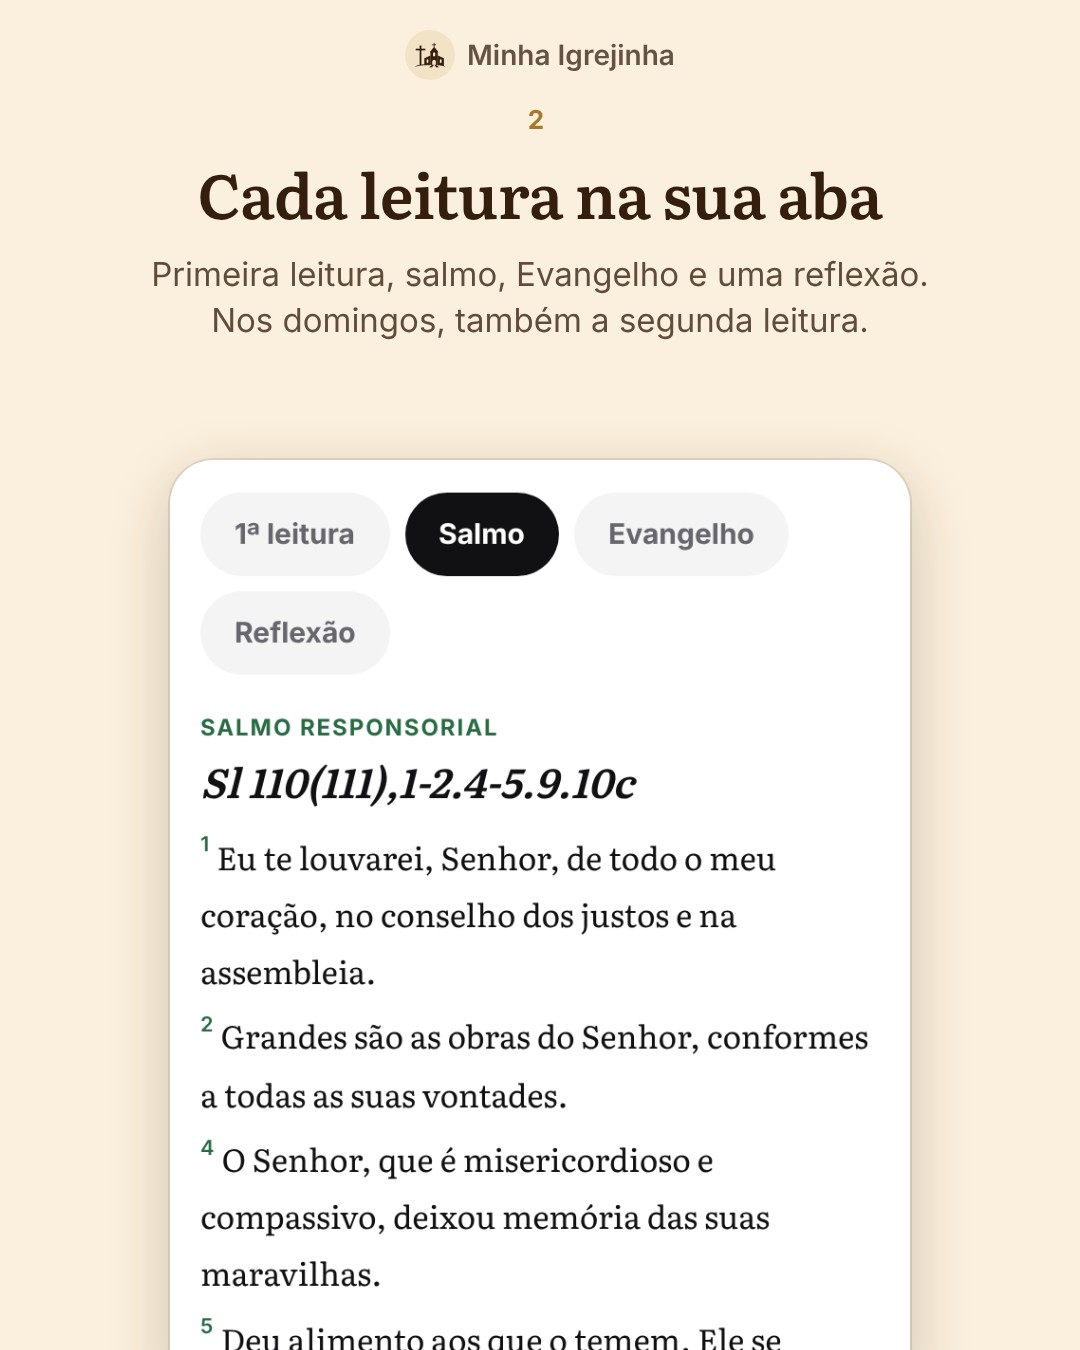 Minha Igrejinha
2
Cada leitura na sua aba
Primeira leitura, salmo, Evangelho e uma reflexão.
Nos domingos, também a segunda leitura.
1ª leitura Salmo Evangelho
Reflexão
SALMO RESPONSORIAL
Sl 110(111),1-2.4-5.9.10c
1 Eu te louvarei, Senhor, de todo o meu
coração, no conselho dos justos e na
assembleia.
2 Grandes são as obras do Senhor, conformes
a todas as suas vontades.
4 O Senhor, que é misericordioso e
compassivo, deixou memória das suas
maravilhas.
5 Deu alimento aos que o temem. Ele se